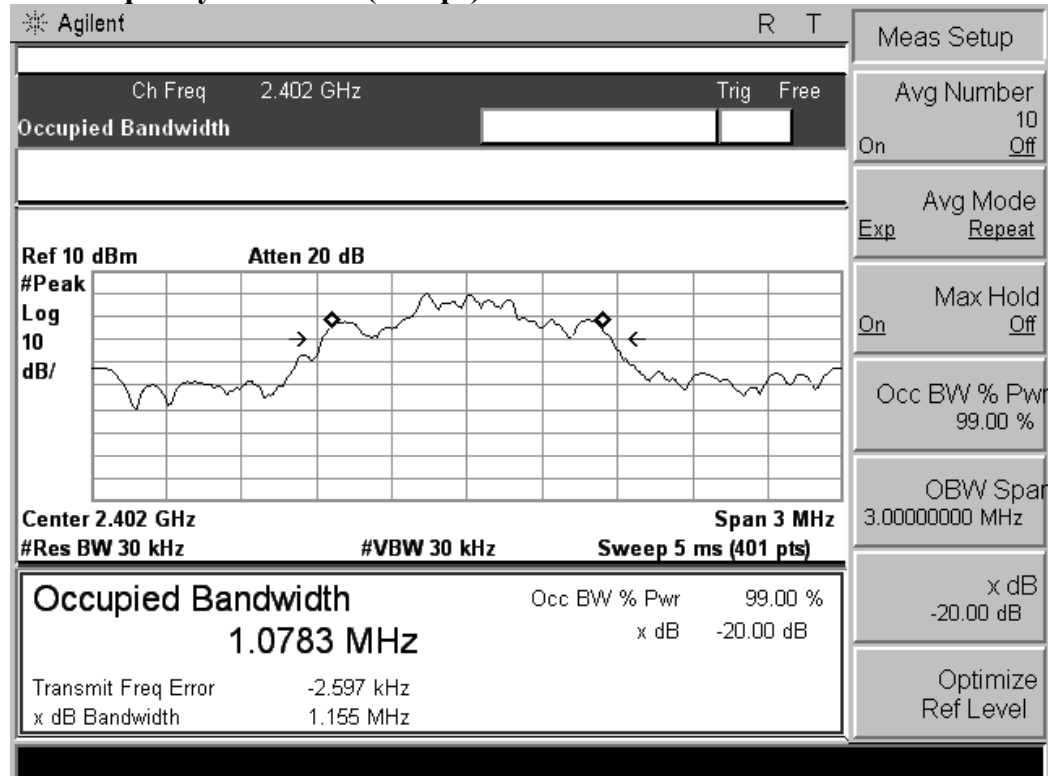 Agilent R T
Ch Freq 2.402 GHz Trig Free
Occupied Bandwidth
Ref 10 dBm Atten 20 dB
#Peak
Log
10
dB/
Center 2.402 GHz Span 3 MHz
#Res BW 30 kHz #VBW 30 kHz Sweep 5 ms (401 pts)
Occupied Bandwidth
1.0783 MHz
Occ BW % Pwr 99.00 %
x dB -20.00 dB
Transmit Freq Error -2.597 kHz
x dB Bandwidth 1.155 MHz
Meas Setup
Avg Number
10
On Off
Avg Mode
Exp Repeat
Max Hold
On Off
Occ BW % Pwr
99.00 %
OBW Span
3.00000000 MHz
x dB
-20.00 dB
Optimize
Ref Level